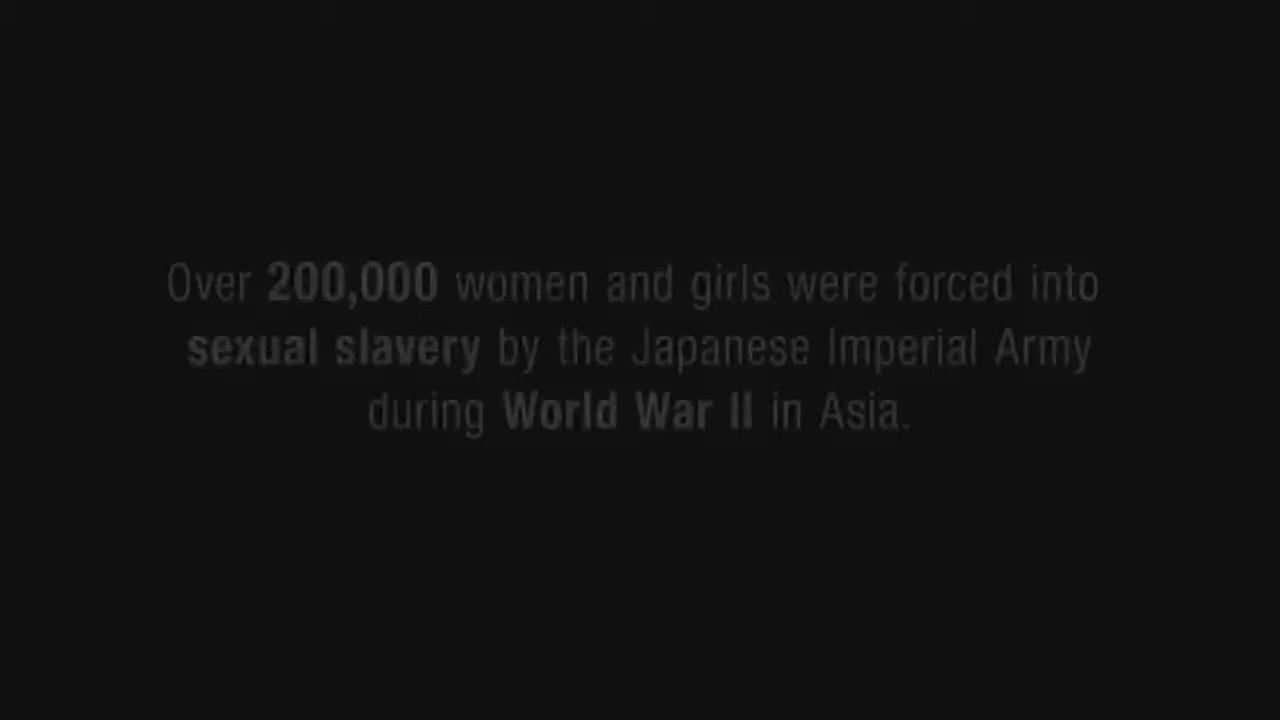 Over 200,000 women and girls were forced into
sexual slavery by the Japanese Imperial Army
during World War II in Asia.